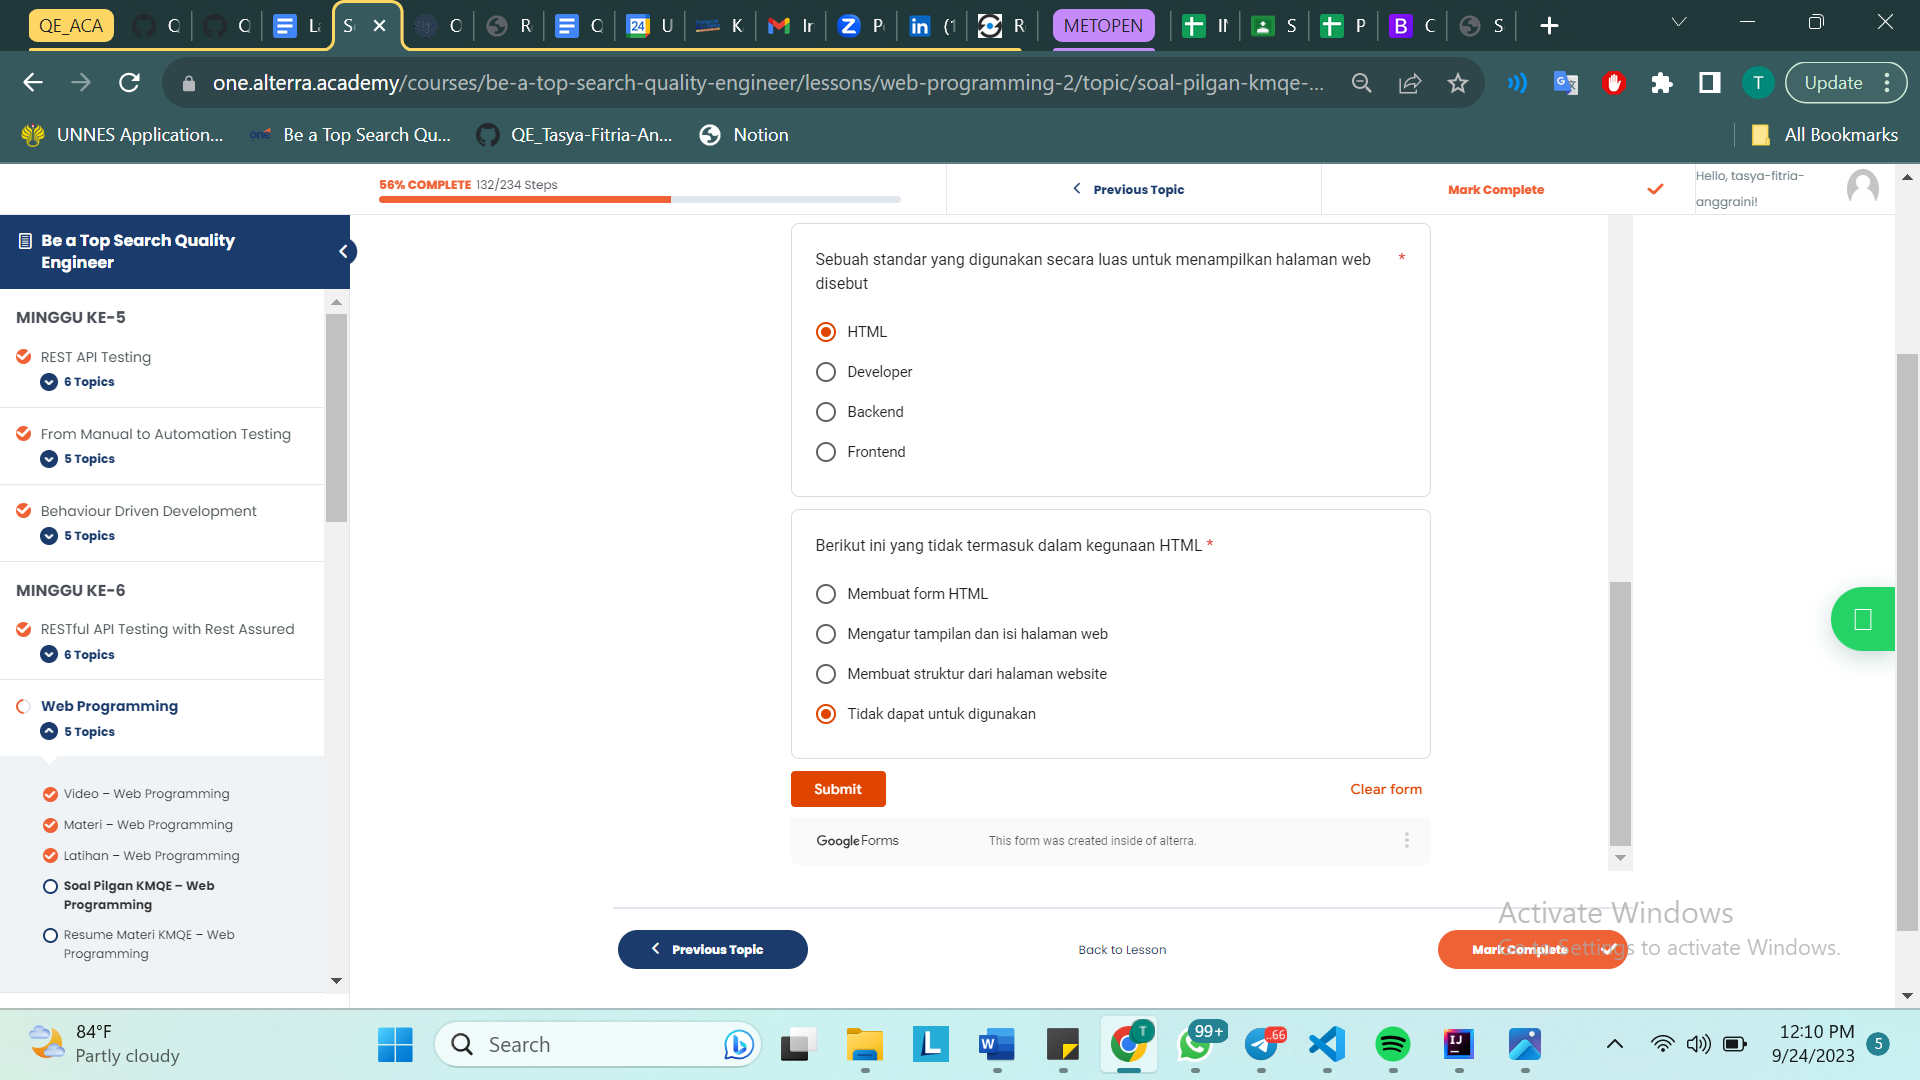 QE_ACA
METOPEN
one.alterra.academy/courses/be-a-top-search-quality-engineer/lessons/web-programming-2/topic/soal-pilgan-kmqe-...
Update
UNNES Application...
Be a Top Search Qu...
QE_Tasya-Fitria-An...
Notion
All Bookmarks
56% COMPLETE 132/234 Steps
Previous Topic
Mark Complete
Hello, tasya-fitria-
anggraini!
Be a Top Search Quality
Engineer
MINGGU KE-5
REST API Testing
6 Topics
From Manual to Automation Testing
5 Topics
Behaviour Driven Development
5 Topics
MINGGU KE-6
RESTful API Testing with Rest Assured
6 Topics
Web Programming
5 Topics
Video – Web Programming
Materi – Web Programming
Latihan – Web Programming
Soal Pilgan KMQE – Web
Programming
Resume Materi KMQE – Web
Programming
Sebuah standar yang digunakan secara luas untuk menampilkan halaman web *
disebut
HTML
Developer
Backend
Frontend
Berikut ini yang tidak termasuk dalam kegunaan HTML *
Membuat form HTML
Mengatur tampilan dan isi halaman web
Membuat struktur dari halaman website
Tidak dapat untuk digunakan
Submit
Clear form
Google Forms
This form was created inside of alterra.
Previous Topic
Back to Lesson
Mark Complete
Activate Windows
Go to Settings to activate Windows.
84°F
Partly cloudy
Search
99+
..66
12:10 PM
9/24/2023
5